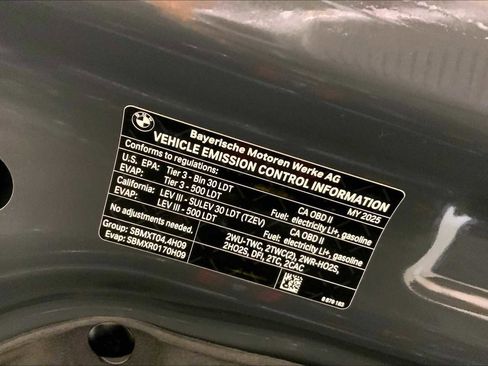 BMW
Bayerische Motoren Werke AG
VEHICLE EMISSION CONTROL INFORMATION
Conforms to regulations: MY 2025
U.S. EPA: Tier 3 - Bin 30 LDT CA OBD II
EVAP: Tier 3 - 500 LDT Fuel: electricity Li+, gasoline
California: LEV III - SULEV 30 LDT (TZEV) CA OBD II
EVAP: LEV III - 500 LDT Fuel: electricity Li+, gasoline
No adjustments needed.
Group: SBMXT04.4H09 2WU-TWC, 2TWC(2), 2WR-HO2S,
Evap: SBMXR0170H09 2HO2S, DFI, 2TC, 2CAC